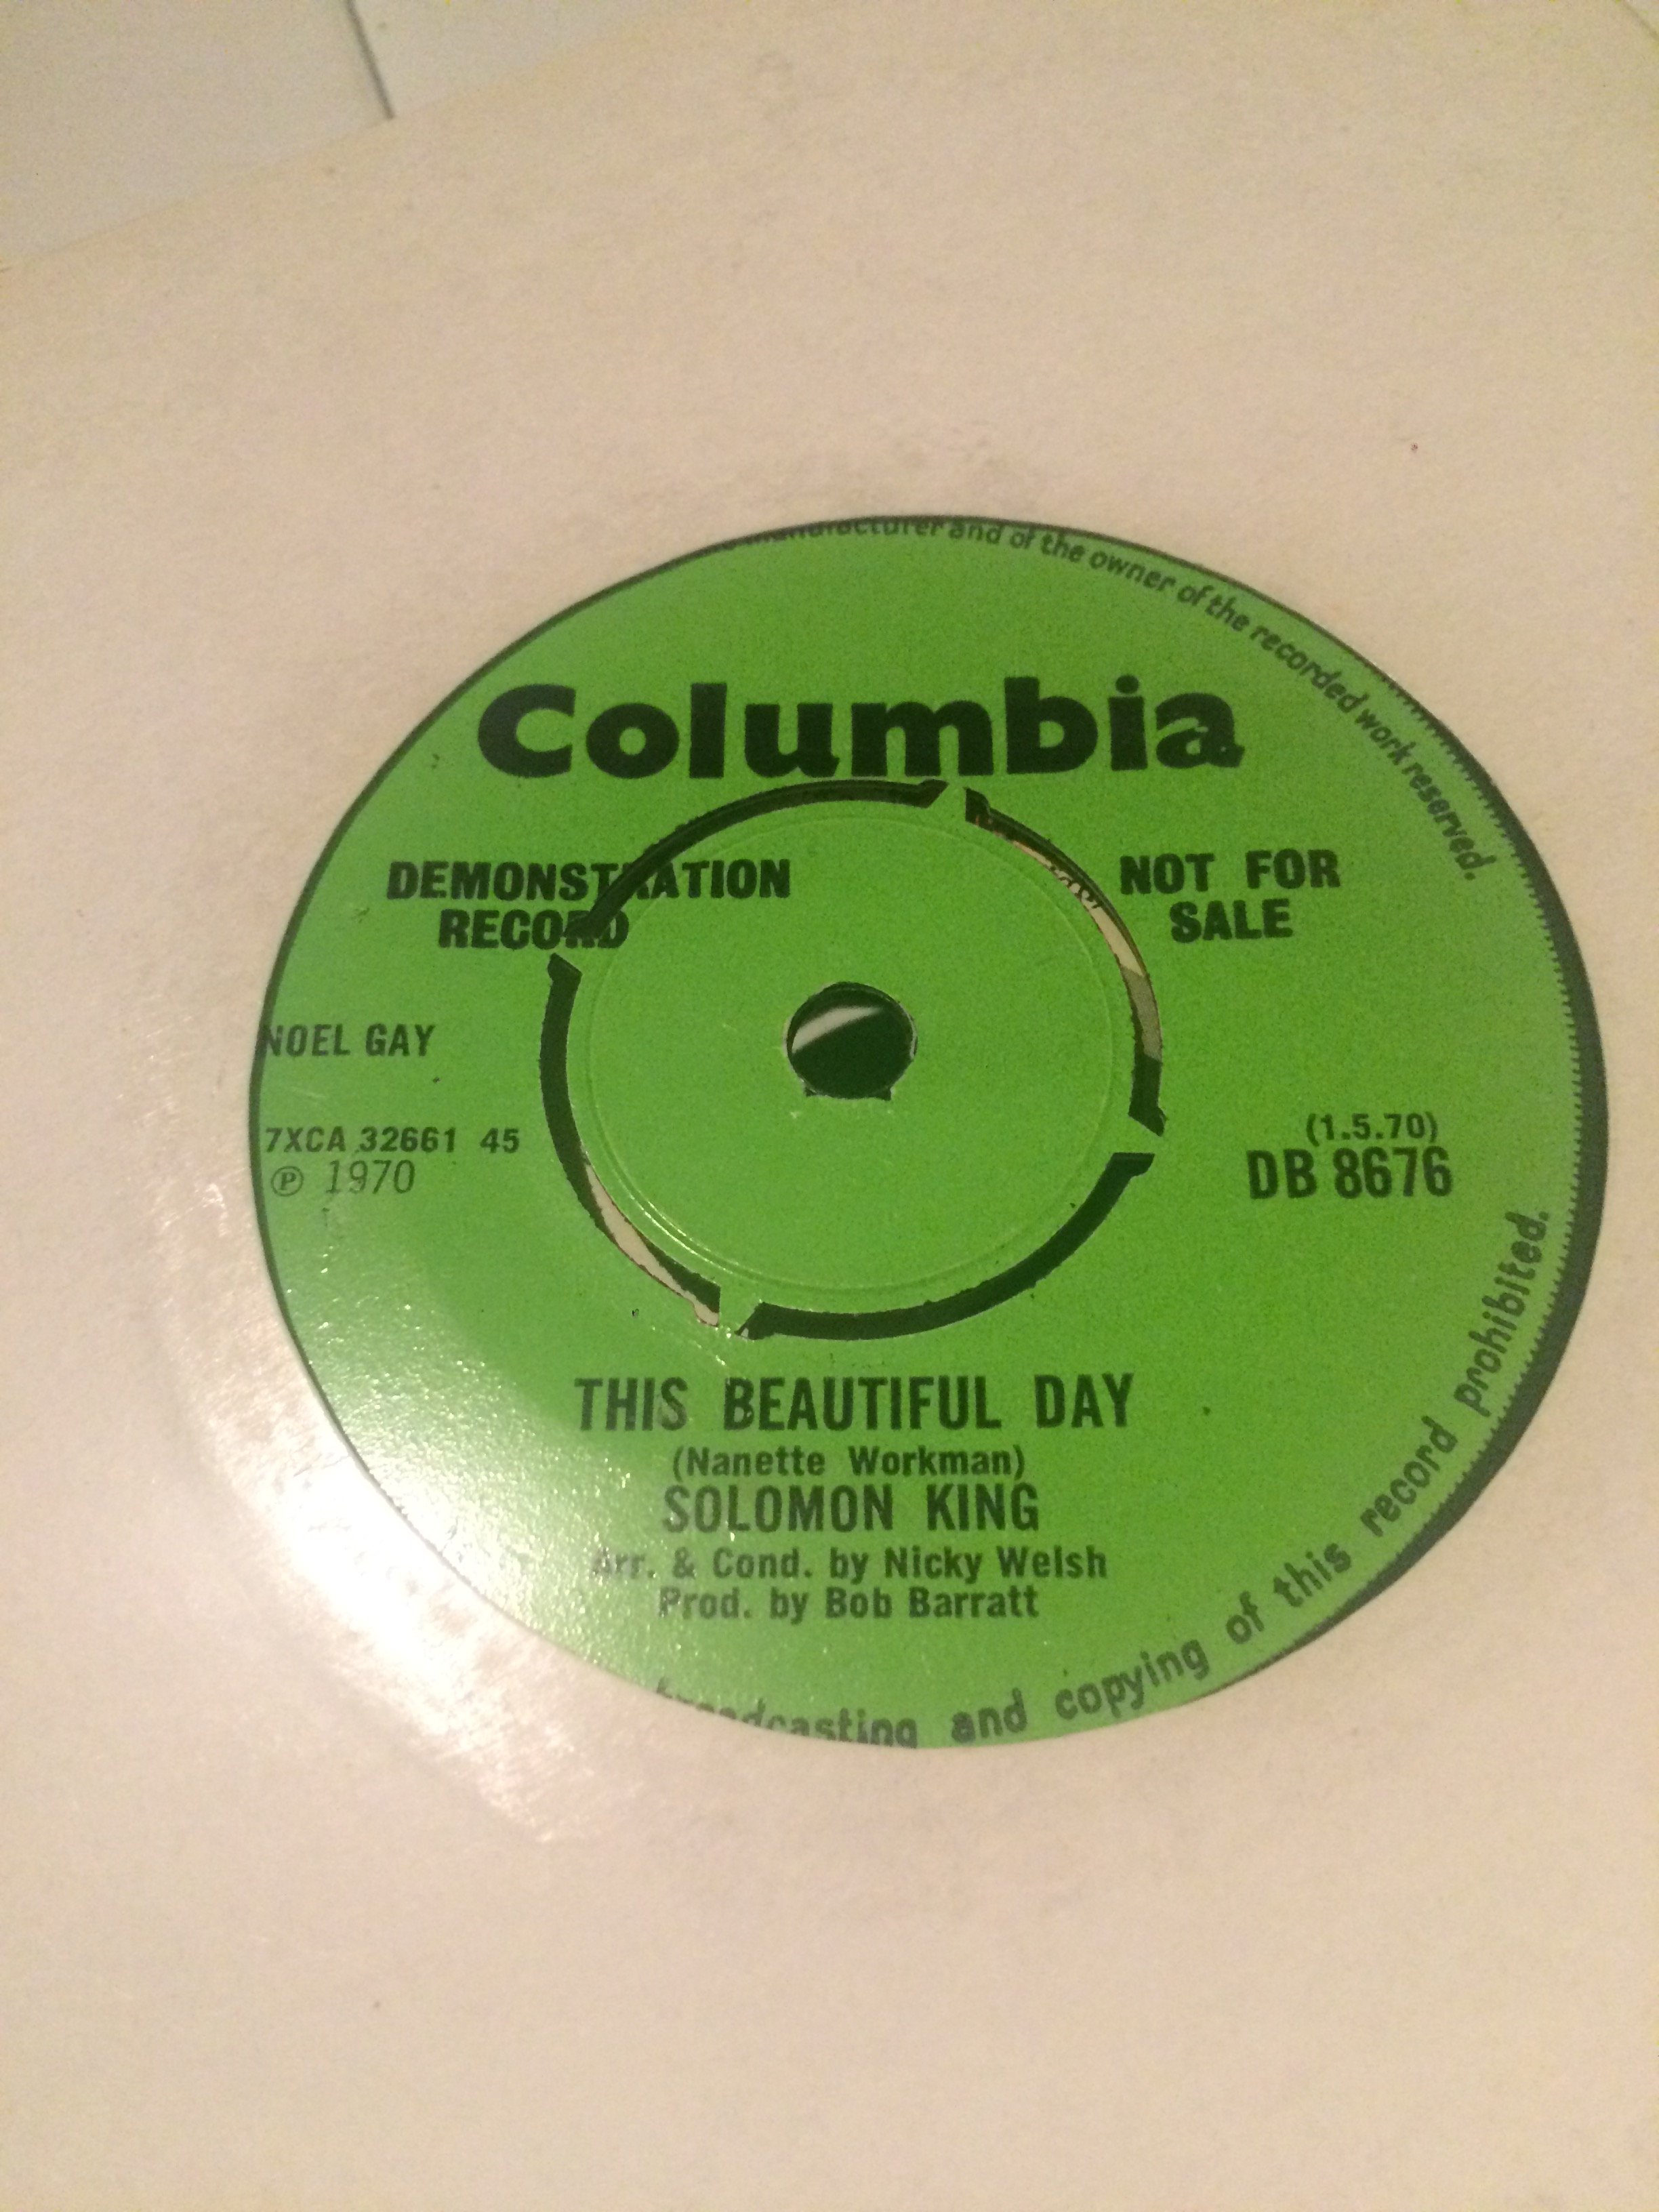 manufacturer and of the owner of the recorded work reserved.
Columbia
DEMONSTRATION
RECORD
NOT FOR
SALE
NOEL GAY
7XCA 32661 45
℗ 1970
(1.5.70)
DB 8676
THIS BEAUTIFUL DAY
(Nanette Workman)
SOLOMON KING
Arr. & Cond. by Nicky Welsh
Prod. by Bob Barratt
broadcasting and copying of this record prohibited.